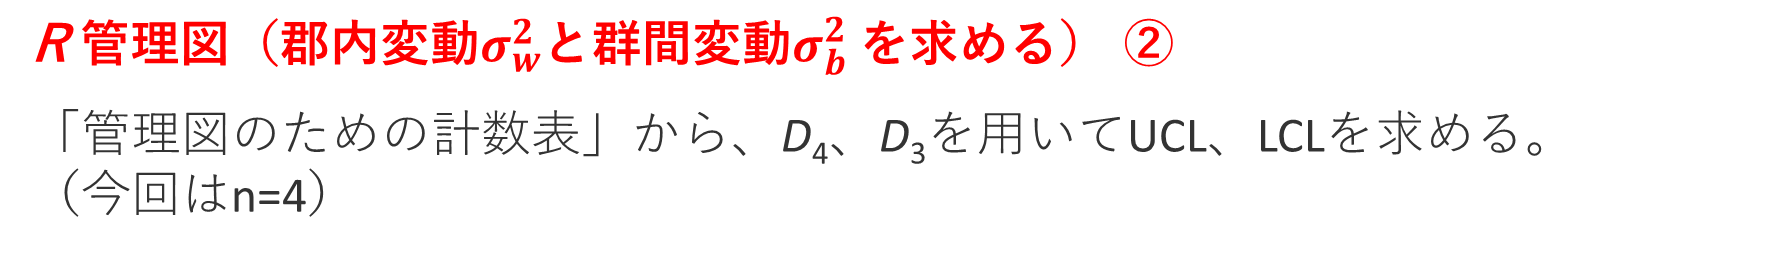 R 管理図（郡内変動σ_w^2と群間変動σ_b^2 を求める） ②
「管理図のための計数表」から、D_4、D_3を用いてUCL、LCLを求める。
（今回はn=4）